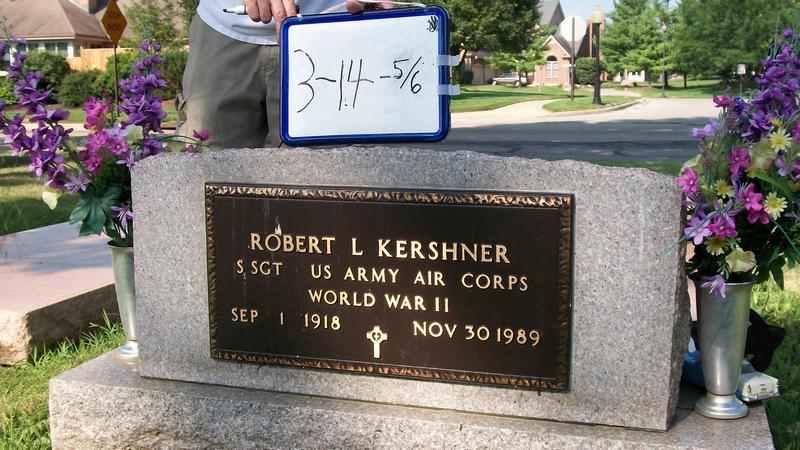 3-14-5/6
ROBERT L KERSHNER
S SGT US ARMY AIR CORPS
WORLD WAR II
SEP 1 1918 NOV 30 1989